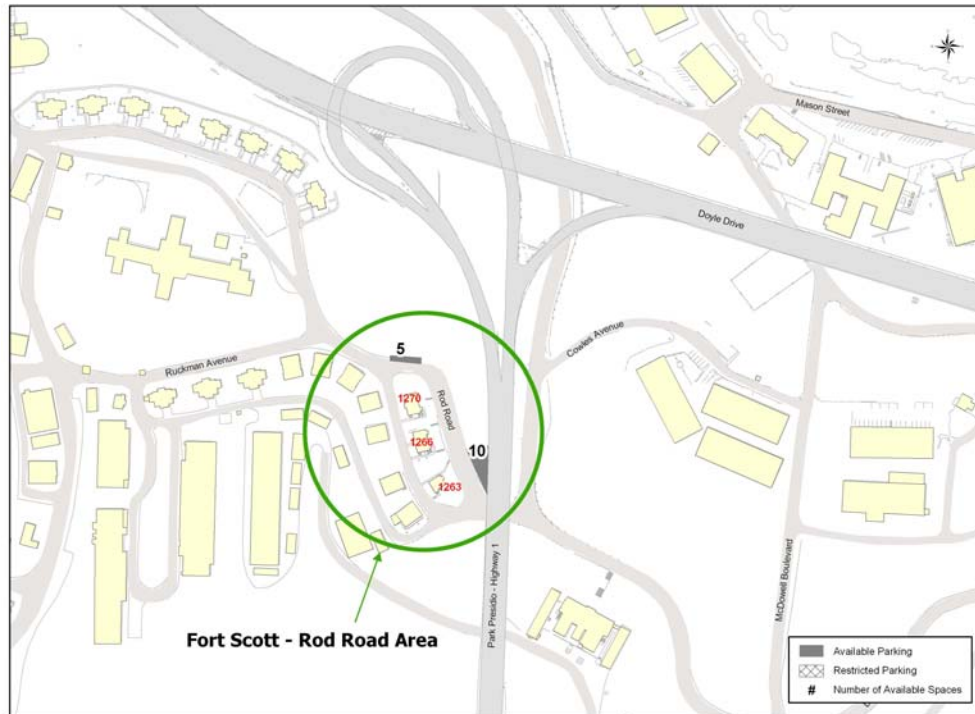 Mason Street
Doyle Drive
Cowles Avenue
Ruckman Avenue
5
Rod Road
1270
1266
10
1263
Park Presidio - Highway 1
McDowell Boulevard
Fort Scott - Rod Road Area
Available Parking
Restricted Parking
# Number of Available Spaces